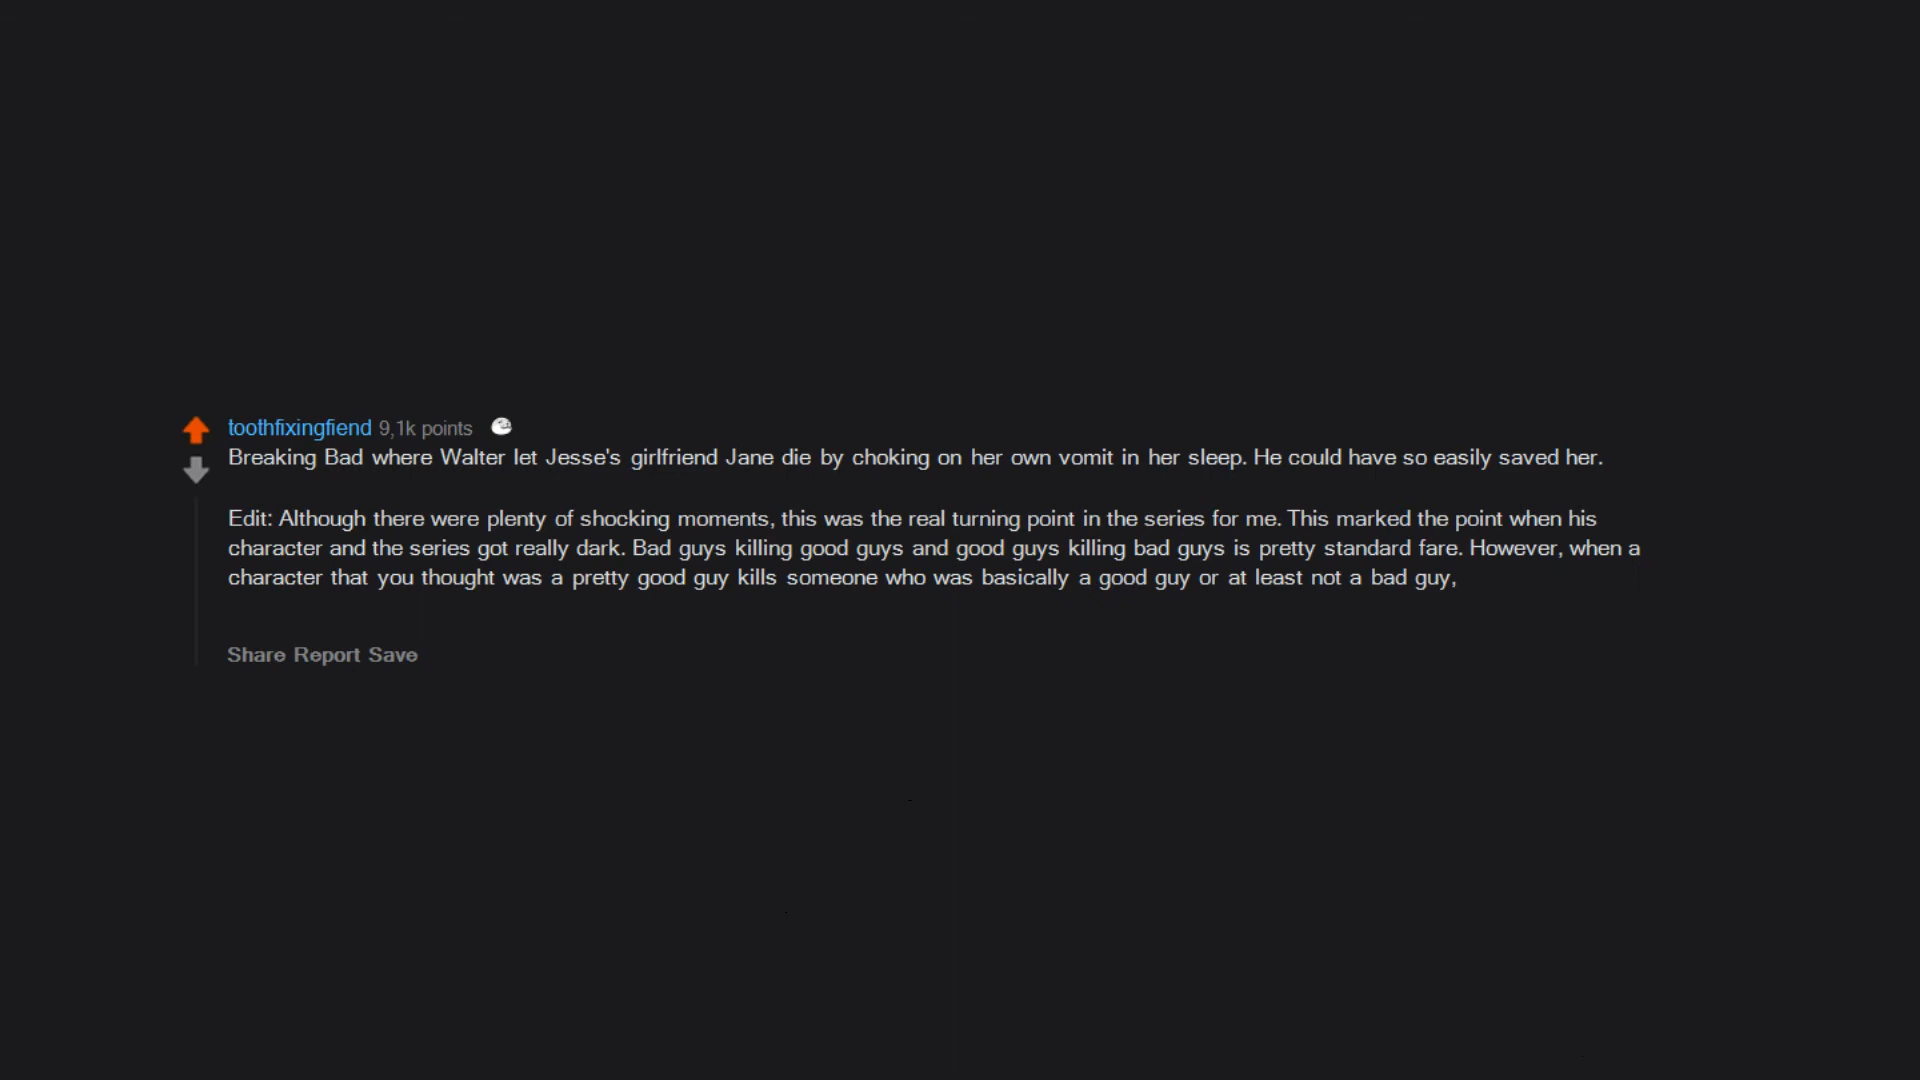 toothfixingfiend 9,1k points
Breaking Bad where Walter let Jesse's girlfriend Jane die by choking on her own vomit in her sleep. He could have so easily saved her.
Edit: Although there were plenty of shocking moments, this was the real turning point in the series for me. This marked the point when his
character and the series got really dark. Bad guys killing good guys and good guys killing bad guys is pretty standard fare. However, when a
character that you thought was a pretty good guy kills someone who was basically a good guy or at least not a bad guy,
Share Report Save